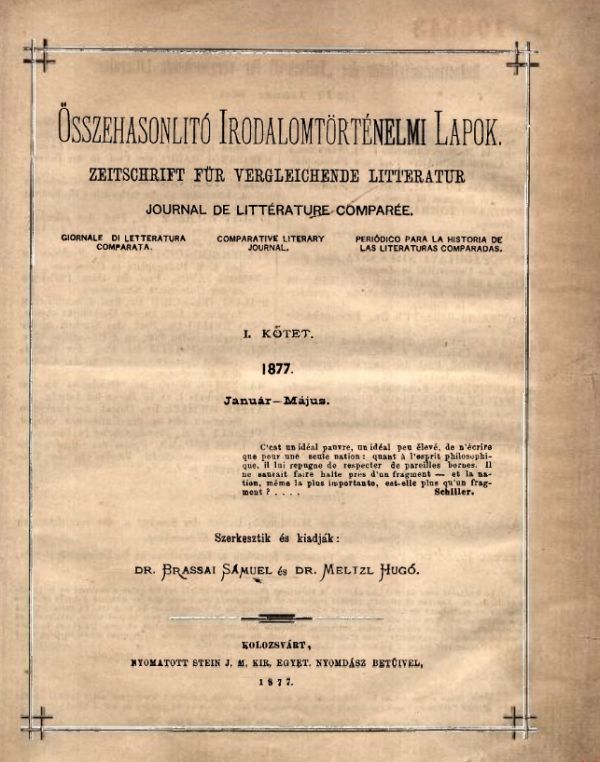 ÖSSZEHASONLITÓ IRODALOMTÖRTÉNELMI LAPOK.
ZEITSCHRIFT FÜR VERGLEICHENDE LITTERATUR
JOURNAL DE LITTÉRATURE COMPARÉE.
GIORNALE DI LETTERATURA
COMPARATA.
COMPARATIVE LITERARY
JOURNAL.
PERIÓDICO PARA LA HISTORIA DE
LAS LITERATURAS COMPARADAS.
I. KÖTET.
1877.
Január—Május.
C'est un idéal pauvre, un idéal peu élevé, de n'écrire
que pour une seule nation: quant à l'esprit philosophi-
que, il lui repugne de respecter de pareilles bornes. Il
ne saurait faire halte près d'un fragment — et la na-
tion, même la plus importante, est-elle plus qu'un frag-
ment? . . . . Schiller.
Szerkesztik és kiadják:
DR. BRASSAI SÁMUEL és DR. MELTZL HUGÓ.
KOLOZSVÁRT,
NYOMATOTT STEIN J. M. KIR. EGYET. NYOMDÁSZ BETŰIVEL,
1877.